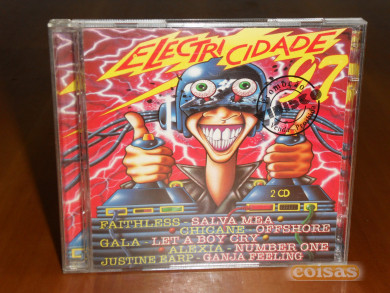 ELECTRICIDADE
'97
2 CD
FAITHLESS - SALVA MEA
CHICANE - OFFSHORE
GALA - LET A BOY CRY
ALEXIA - NUMBER ONE
JUSTINE EARP - GANJA FEELING
coisas